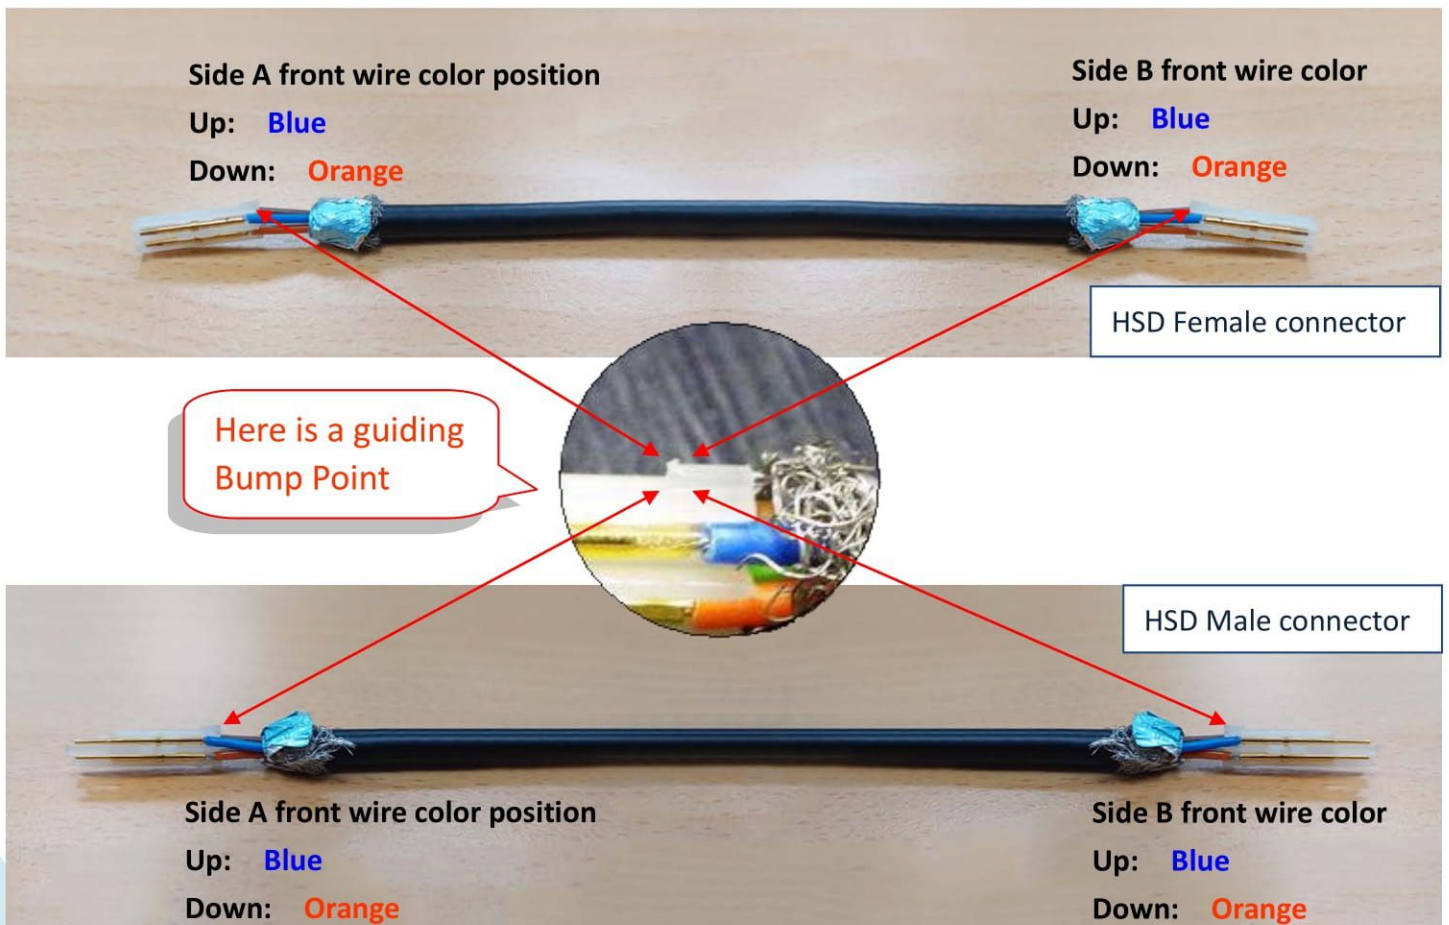 Side A front wire color position
Up: Blue
Down: Orange
Side B front wire color
Up: Blue
Down: Orange
HSD Female connector
Here is a guiding
Bump Point
HSD Male connector
Side A front wire color position
Up: Blue
Down: Orange
Side B front wire color
Up: Blue
Down: Orange